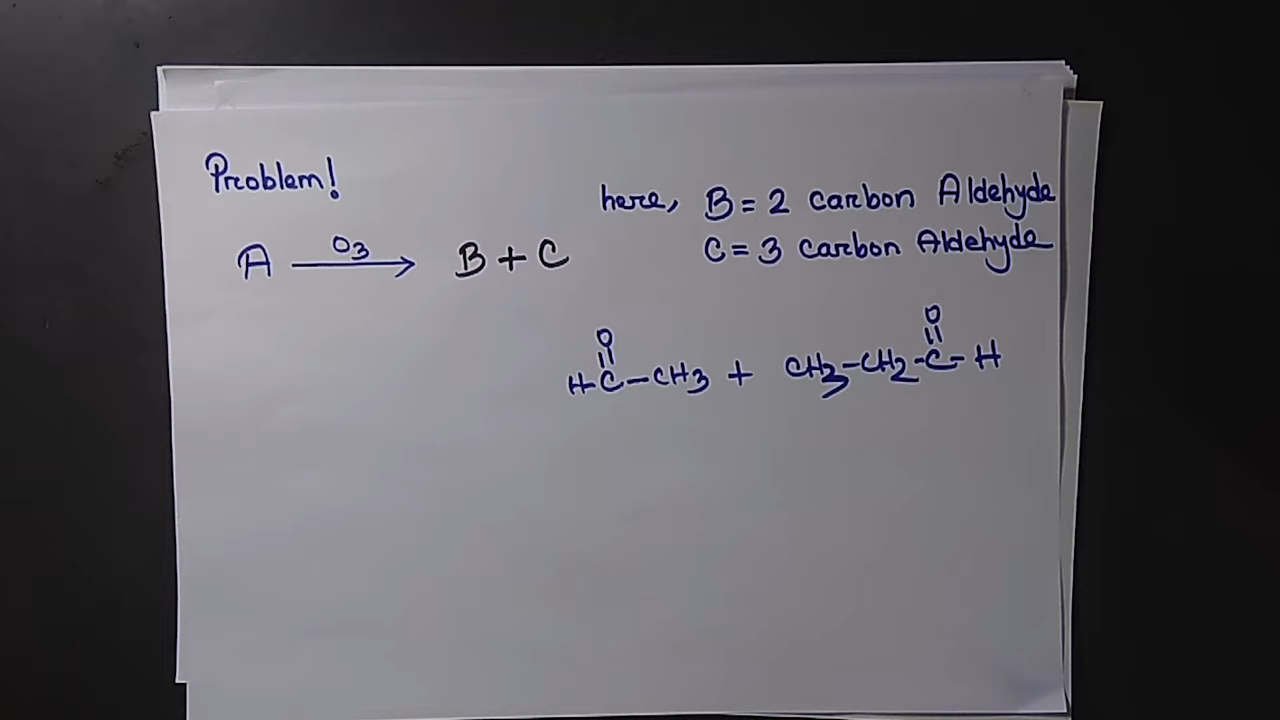 Problem!
here, B = 2 carbon Aldehyde
C = 3 carbon Aldehyde
A O3 → B + C
O O
H-C-CH3 + CH3-CH2-C-H